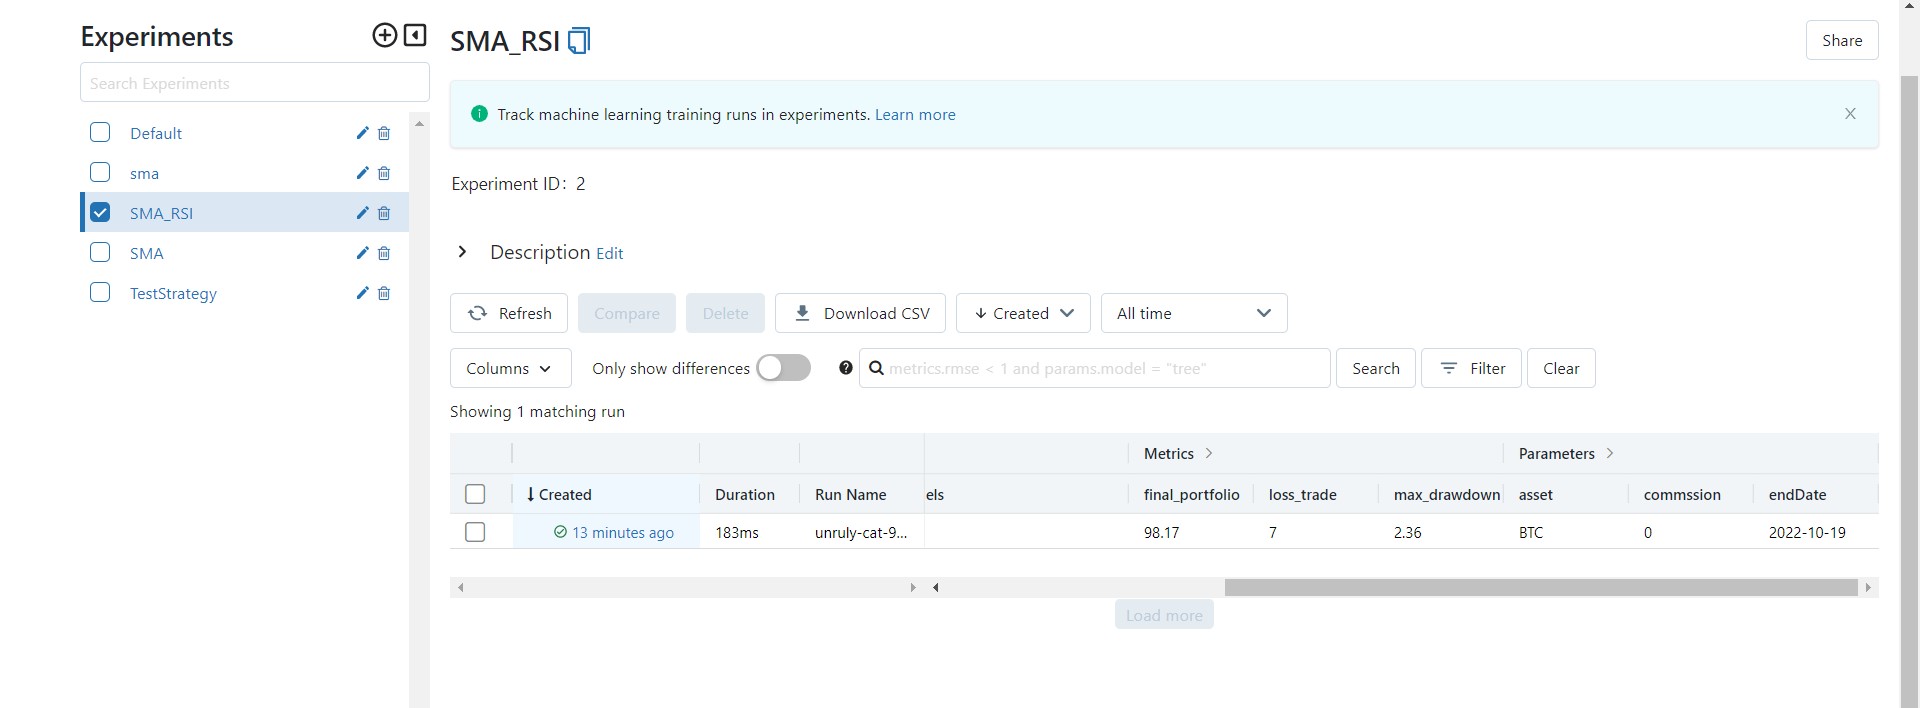 Experiments
Search Experiments
Default
sma
SMA_RSI
SMA
TestStrategy
SMA_RSI
Share
Track machine learning training runs in experiments. Learn more
Experiment ID: 2
Description Edit
Refresh Compare Delete Download CSV Created All time
Columns Only show differences metrics.rmse < 1 and params.model = "tree" Search Filter Clear
Showing 1 matching run
Metrics Parameters
Created Duration Run Name els final_portfolio loss_trade max_drawdown asset commssion endDate
13 minutes ago 183ms unruly-cat-9... 98.17 7 2.36 BTC 0 2022-10-19
Load more